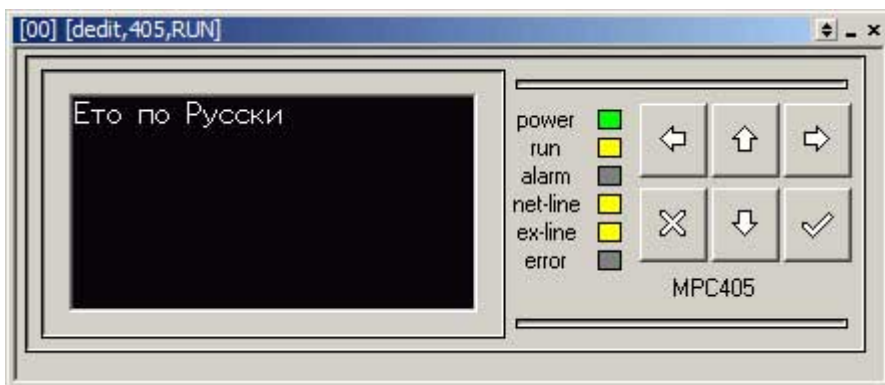 [00] [dedit,405,RUN]
Ето по Русски
power
run
alarm
net-line
ex-line
error
MPC405